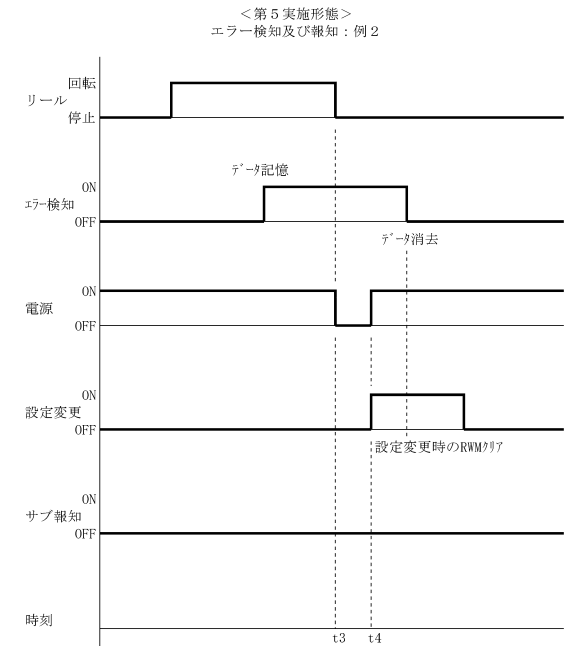 ＜第５実施形態＞
エラー検知及び報知：例２
回転
リール
停止
ﾃﾞｰﾀ記憶
ON
ｴﾗｰ検知
OFF
ﾃﾞｰﾀ消去
ON
電源
OFF
ON
設定変更
OFF
設定変更時のRWMｸﾘｱ
ON
サブ報知
OFF
時刻
t3 t4